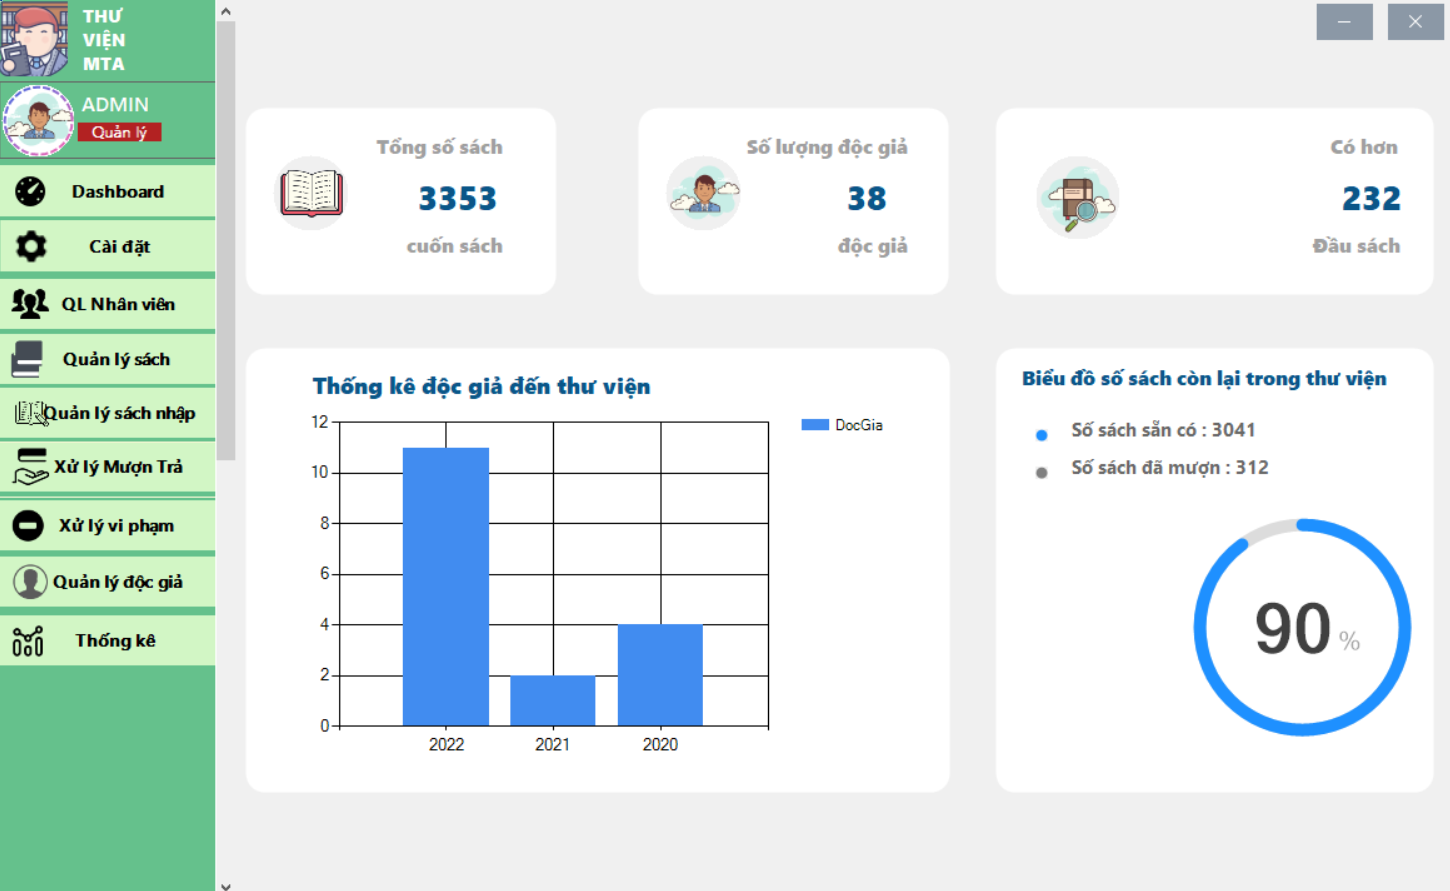 THƯ
VIỆN
MTA
ADMIN
Quản lý
Dashboard
Cài đặt
QL Nhân viên
Quản lý sách
Quản lý sách nhập
Xử lý Mượn Trả
Xử lý vi phạm
Quản lý độc giả
Thống kê
Tổng số sách
3353
cuốn sách
Số lượng độc giả
38
độc giả
Có hơn
232
Đầu sách
Thống kê độc giả đến thư viện
12
10
8
6
4
2
0
2022 2021 2020
DocGia
Biểu đồ số sách còn lại trong thư viện
Số sách sẵn có : 3041
Số sách đã mượn : 312
90 %